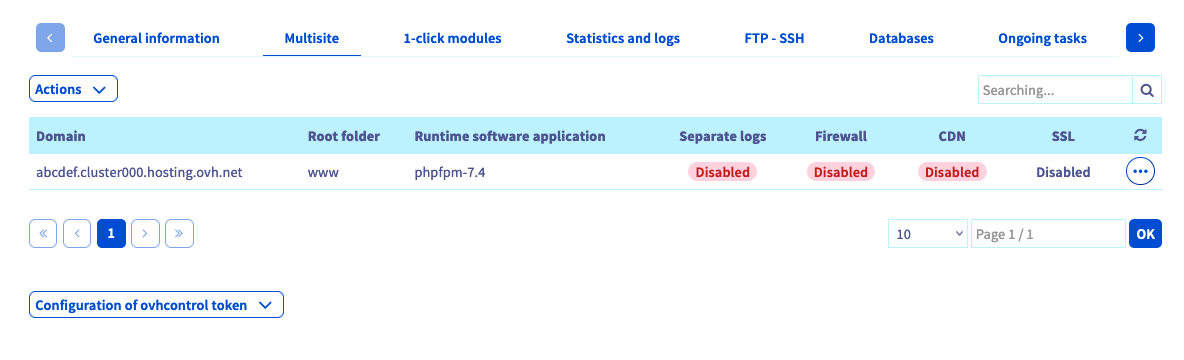 General information Multisite 1-click modules Statistics and logs FTP - SSH Databases Ongoing tasks
Actions Searching...
Domain Root folder Runtime software application Separate logs Firewall CDN SSL
abcdef.cluster000.hosting.ovh.net www phpfpm-7.4 Disabled Disabled Disabled Disabled
« ‹ 1 › » 10 Page 1 / 1 OK
Configuration of ovhcontrol token